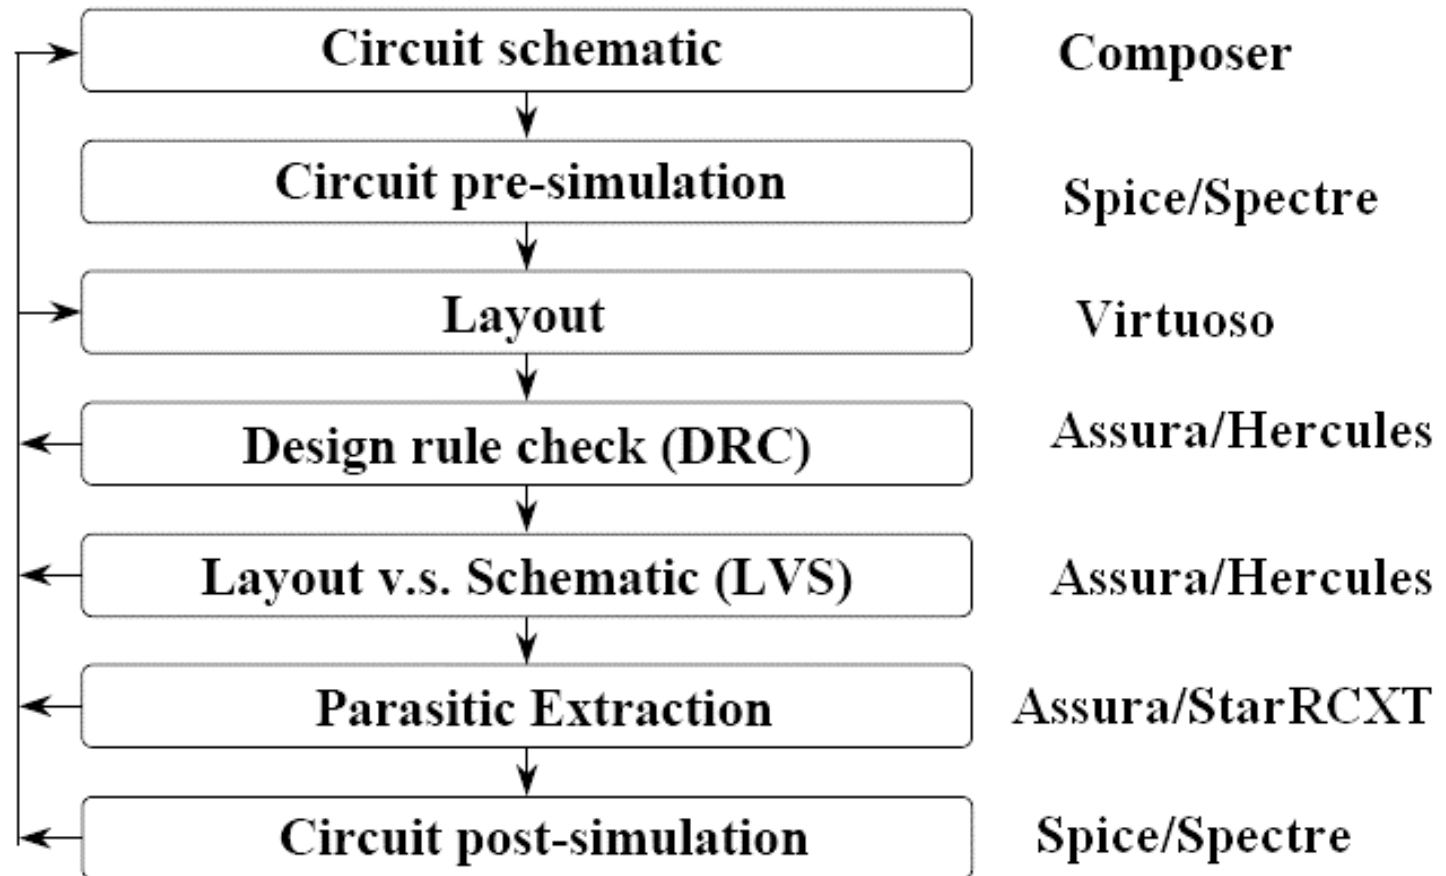 Circuit schematic
Composer
Circuit pre-simulation
Spice/Spectre
Layout
Virtuoso
Design rule check (DRC)
Assura/Hercules
Layout v.s. Schematic (LVS)
Assura/Hercules
Parasitic Extraction
Assura/StarRCXT
Circuit post-simulation
Spice/Spectre